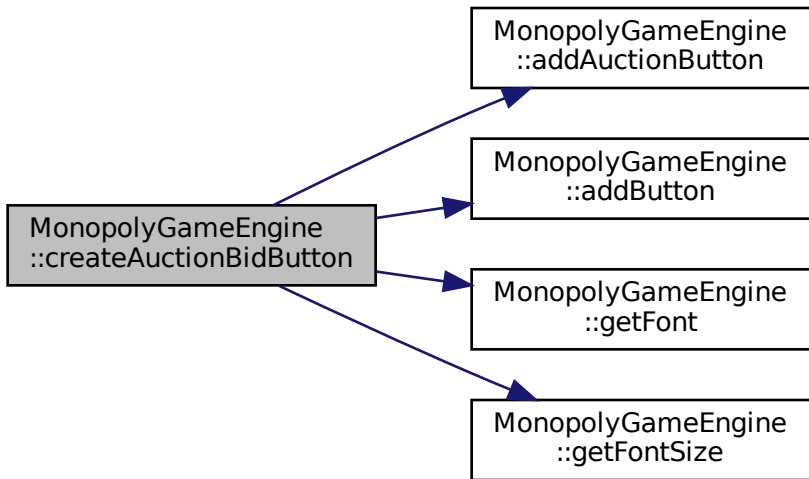 MonopolyGameEngine
::createAuctionBidButton
MonopolyGameEngine
::addAuctionButton
MonopolyGameEngine
::addButton
MonopolyGameEngine
::getFont
MonopolyGameEngine
::getFontSize